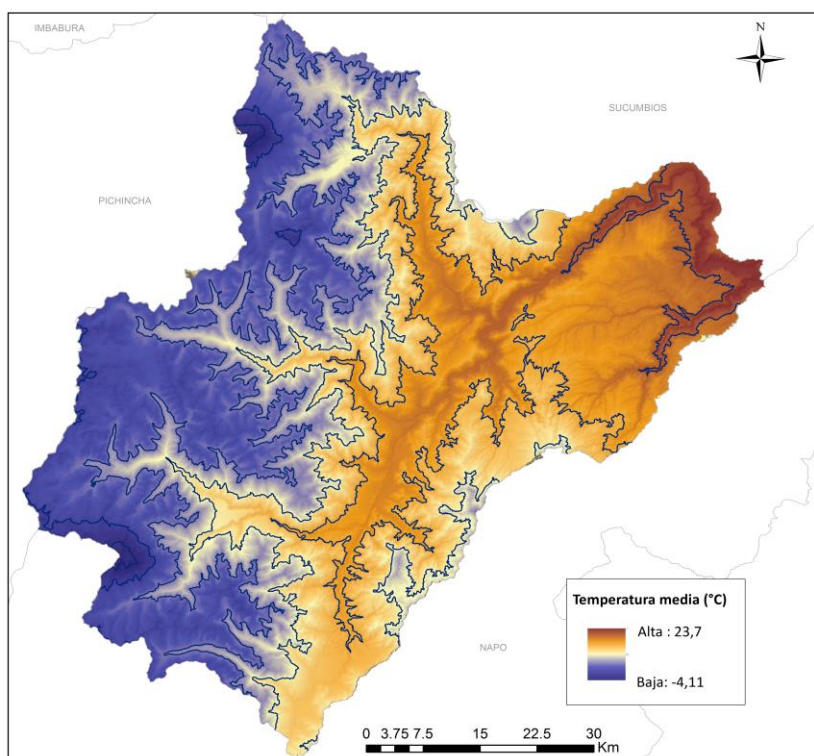 IMBABURA
N
SUCUMBIOS
PICHINCHA
Temperatura media (°C)
Alta : 23,7
Baja: -4,11
NAPO
0 3.75 7.5 15 22.5 30
Km